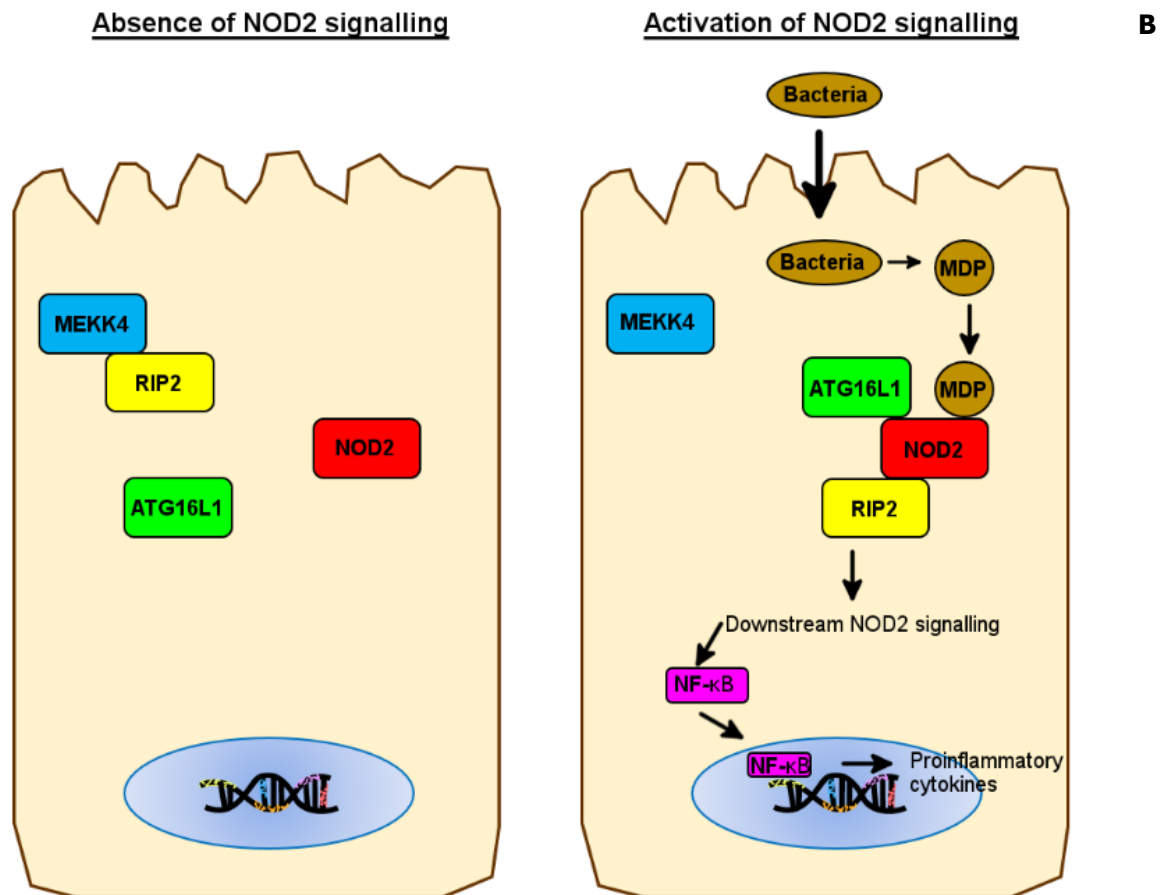 Absence of NOD2 signalling
MEKK4
RIP2
NOD2
ATG16L1
Activation of NOD2 signalling
B
Bacteria
Bacteria
MDP
MEKK4
ATG16L1
MDP
NOD2
RIP2
Downstream NOD2 signalling
NF-κB
NF-κB
Proinflammatory
cytokines